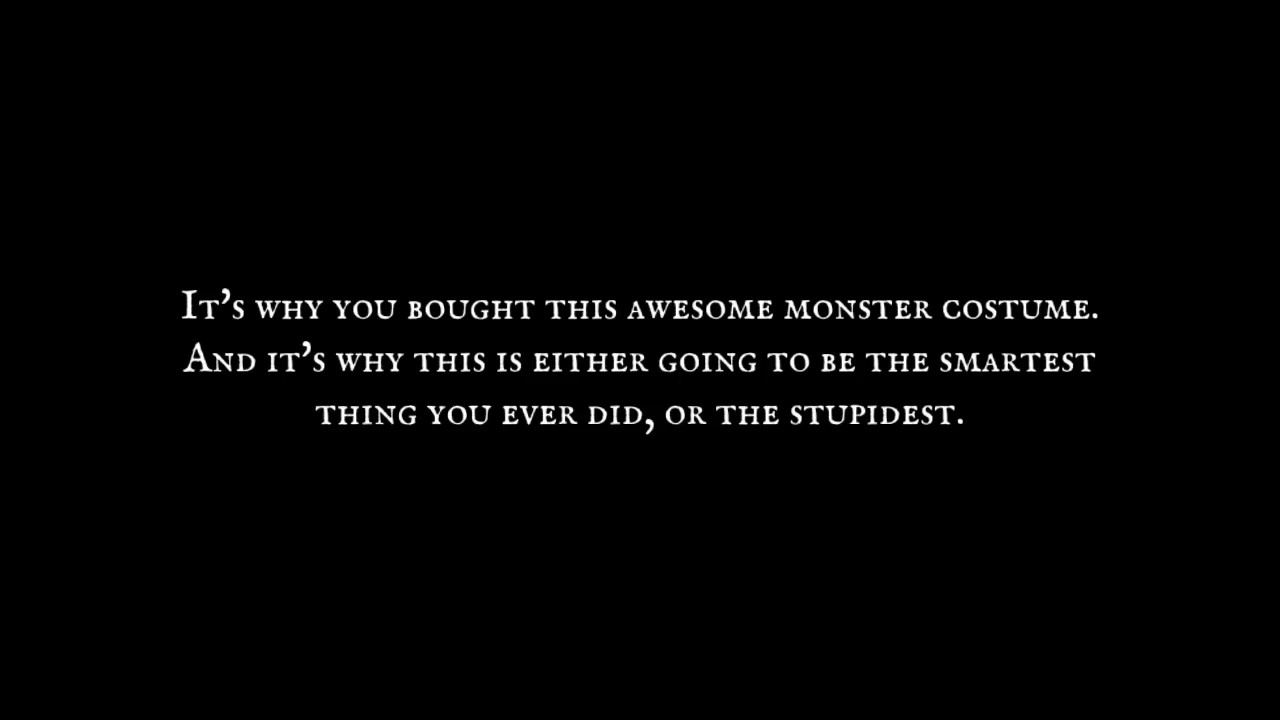 It's why you bought this awesome monster costume.
And it's why this is either going to be the smartest
thing you ever did, or the stupidest.